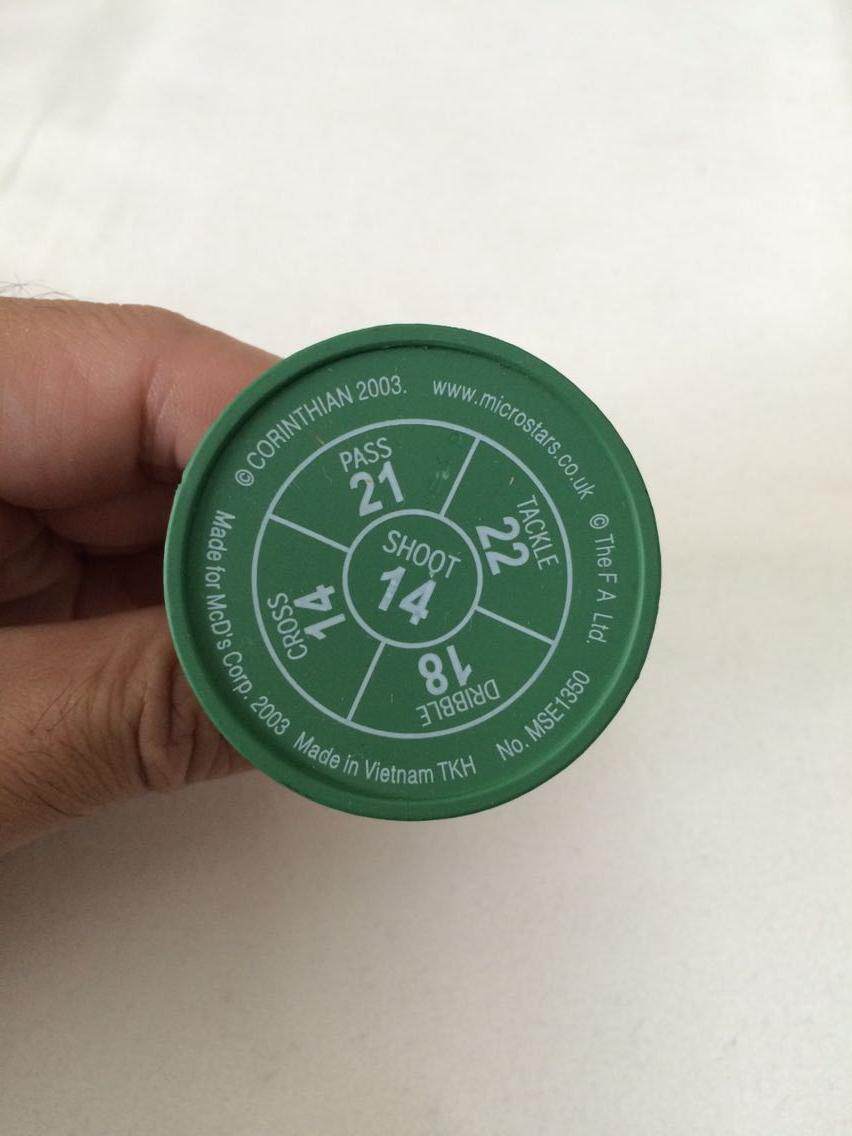 © CORINTHIAN 2003. www.microstars.co.uk © The F A Ltd.
No. MSE1350
Made for McD's Corp. 2003 Made in Vietnam TKH
PASS
21
TACKLE
22
SHOOT
14
CROSS
14
DRIBBLE
18